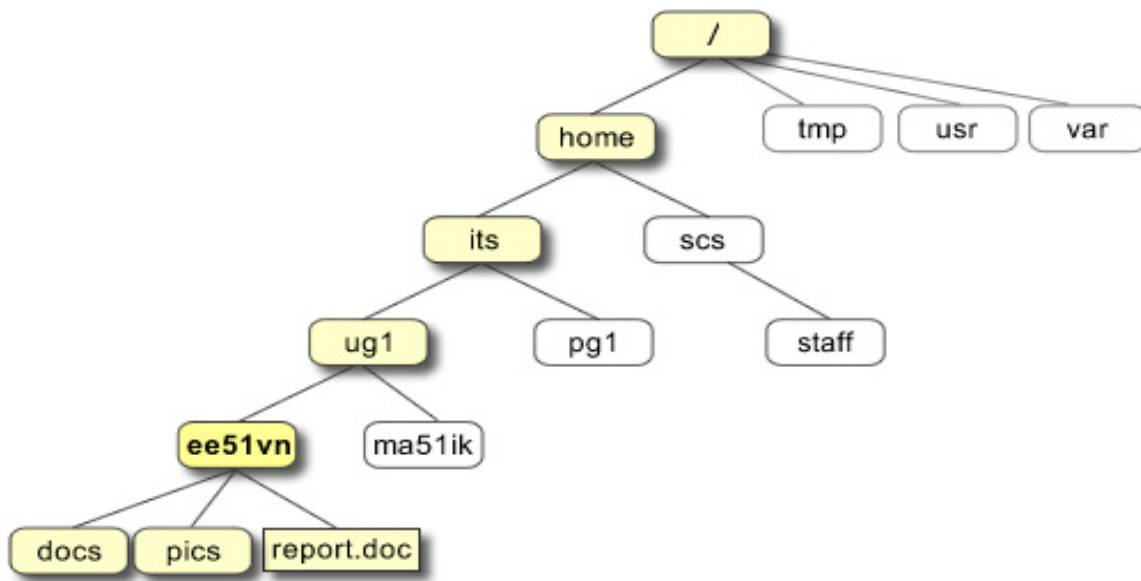 /
home
tmp
usr
var
its
scs
ug1
pg1
staff
ee51vn
ma51ik
docs
pics
report.doc